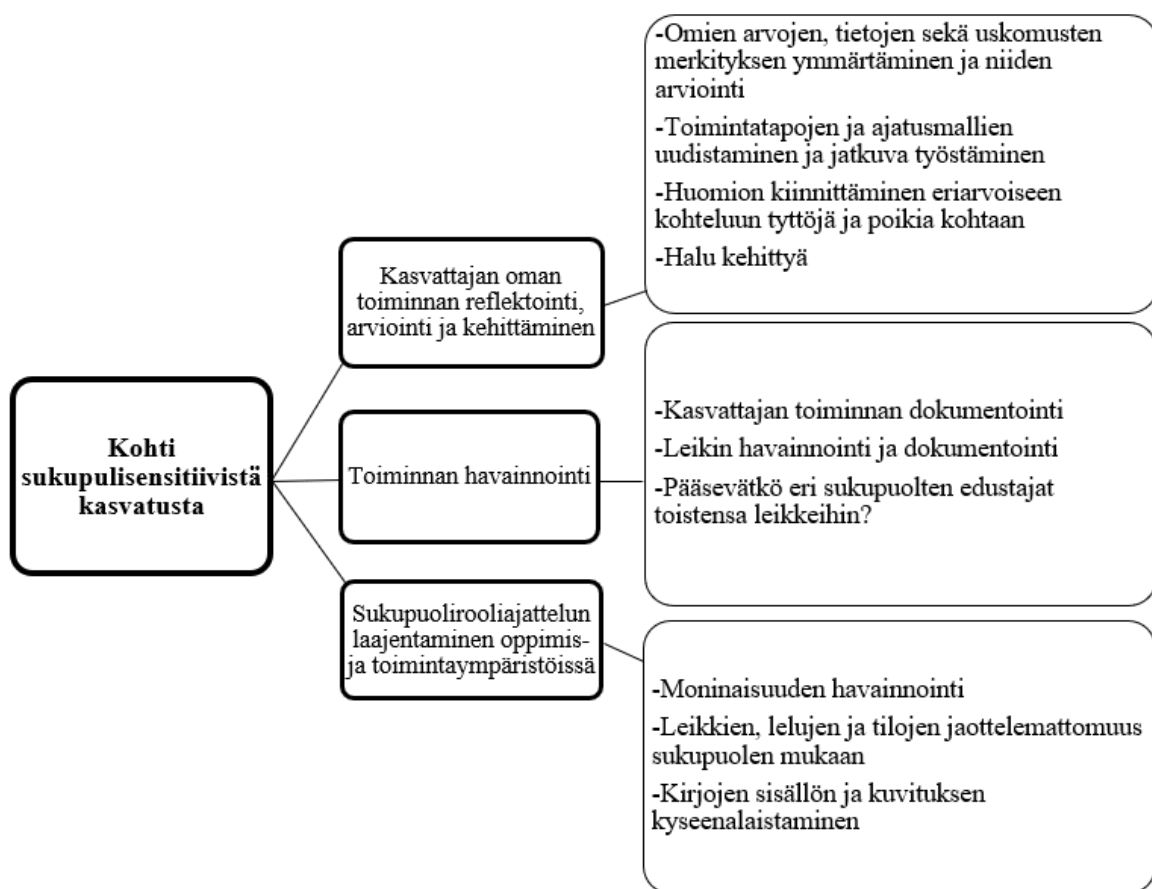 Kohti
sukupulisensitiivistä
kasvatusta
Kasvattajan oman
toiminnan reflektointi,
arviointi ja kehittäminen
-Omien arvojen, tietojen sekä uskomusten
merkityksen ymmärtäminen ja niiden
arviointi
-Toimintatapojen ja ajatusmallien
uudistaminen ja jatkuva työstäminen
-Huomion kiinnittäminen eriarvoiseen
kohteluun tyttöjä ja poikia kohtaan
-Halu kehittyä
Toiminnan havainnointi
-Kasvattajan toiminnan dokumentointi
-Leikin havainnointi ja dokumentointi
-Pääsevätkö eri sukupuolten edustajat
toistensa leikkeihin?
Sukupuolirooliajattelun
laajentaminen oppimis-
ja toimintaympäristöissä
-Moninaisuuden havainnointi
-Leikkien, lelujen ja tilojen jaottelemattomuus
sukupuolen mukaan
-Kirjojen sisällön ja kuvituksen
kyseenalaistaminen